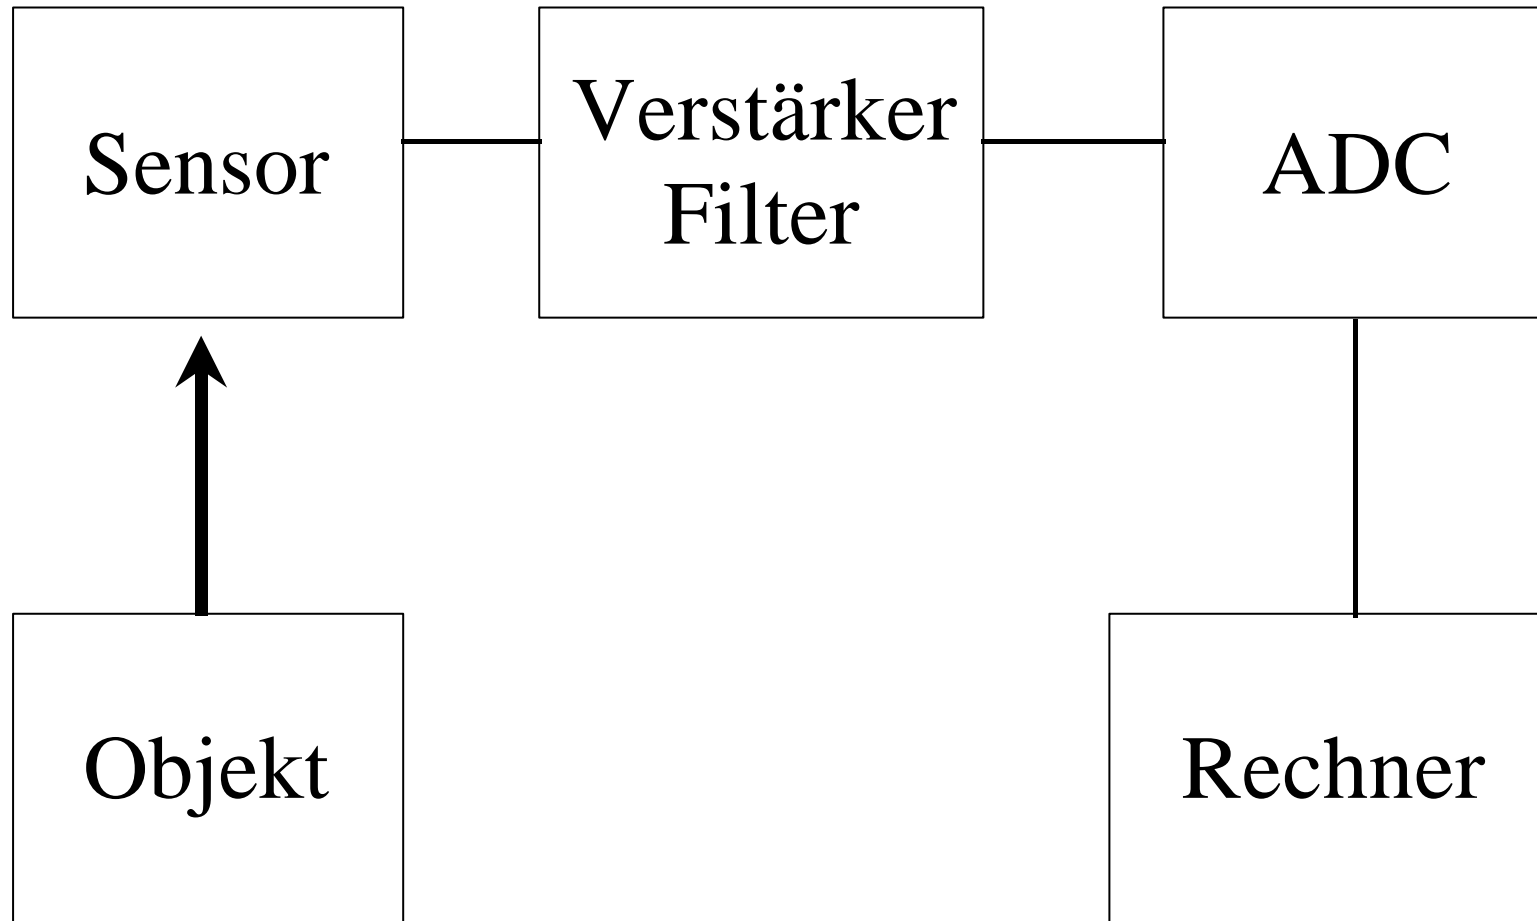 Sensor
Verstärker
Filter
ADC
Objekt
Rechner